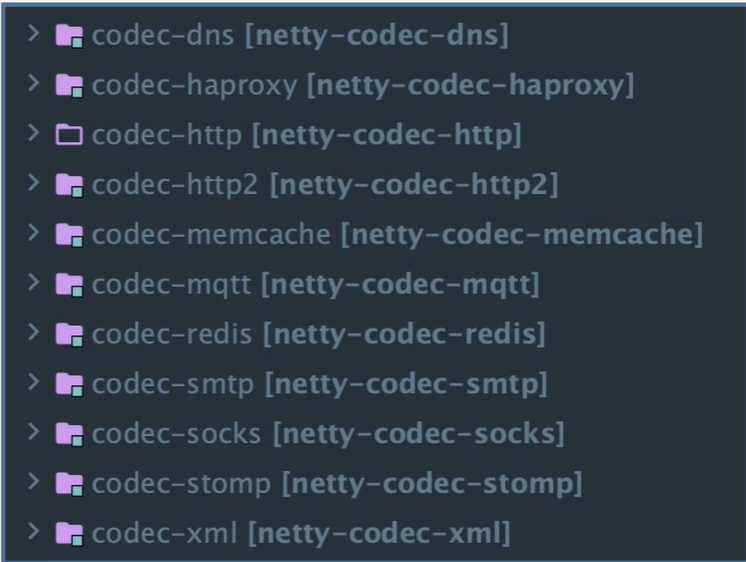 codec-dns [netty-codec-dns]
codec-haproxy [netty-codec-haproxy]
codec-http [netty-codec-http]
codec-http2 [netty-codec-http2]
codec-memcache [netty-codec-memcache]
codec-mqtt [netty-codec-mqtt]
codec-redis [netty-codec-redis]
codec-smtp [netty-codec-smtp]
codec-socks [netty-codec-socks]
codec-stomp [netty-codec-stomp]
codec-xml [netty-codec-xml]